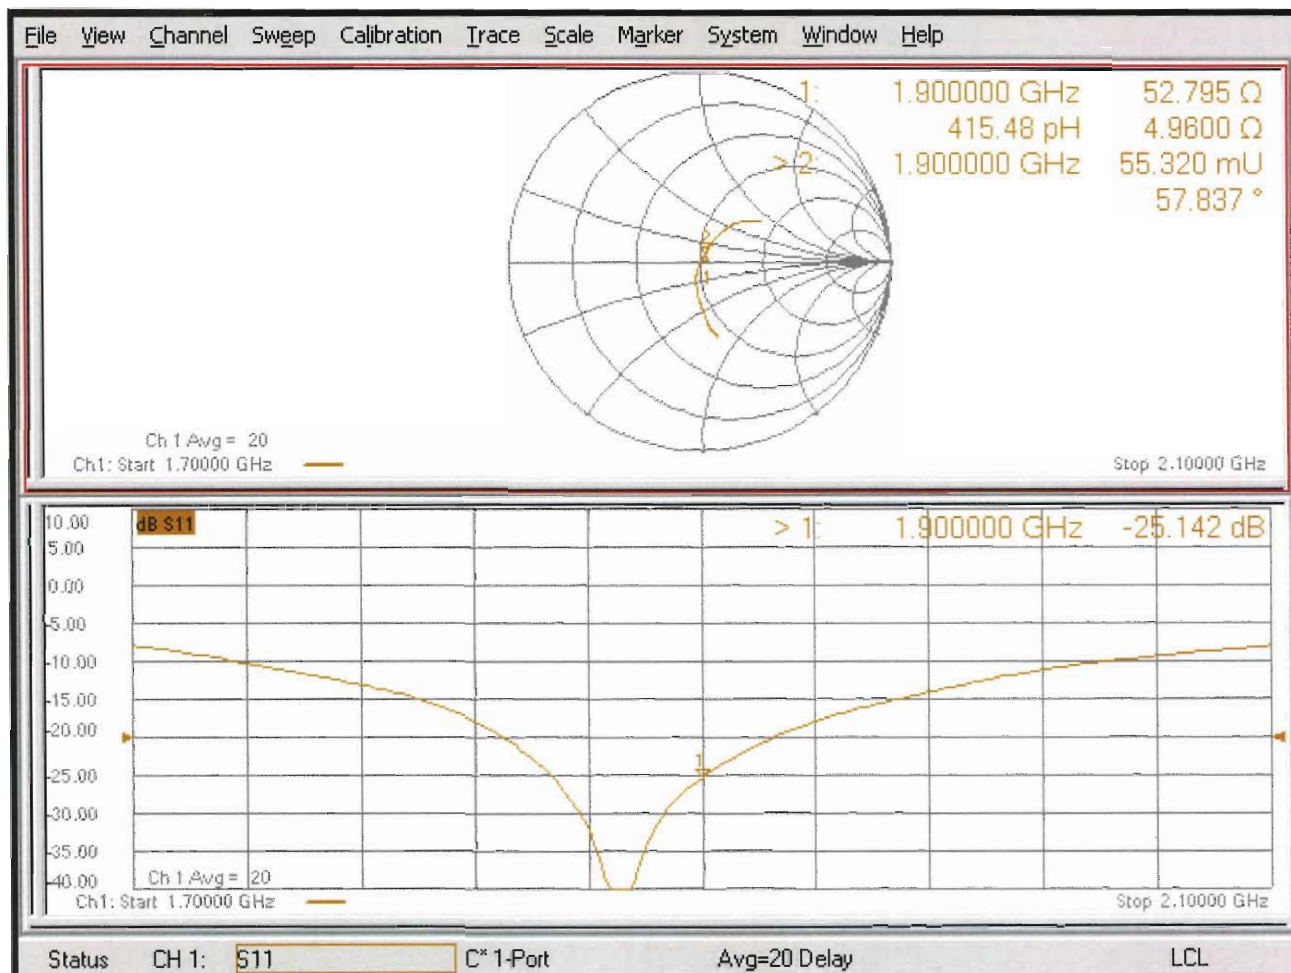 File View Channel Sweep Calibration Trace Scale Marker System Window Help
1: 1.900000 GHz 52.795 Ω
415.48 pH 4.9600 Ω
> 2: 1.900000 GHz 55.320 mU
57.837 °
2
1
Ch 1 Avg = 20
Ch1: Start 1.70000 GHz
Stop 2.10000 GHz
10.00
dB S11
> 1: 1.900000 GHz -25.142 dB
5.00
0.00
-5.00
-10.00
-15.00
-20.00
1
-25.00
-30.00
-35.00
-40.00
Ch 1 Avg = 20
Ch1: Start 1.70000 GHz
Stop 2.10000 GHz
Status CH 1: S11 C* 1-Port Avg=20 Delay LCL